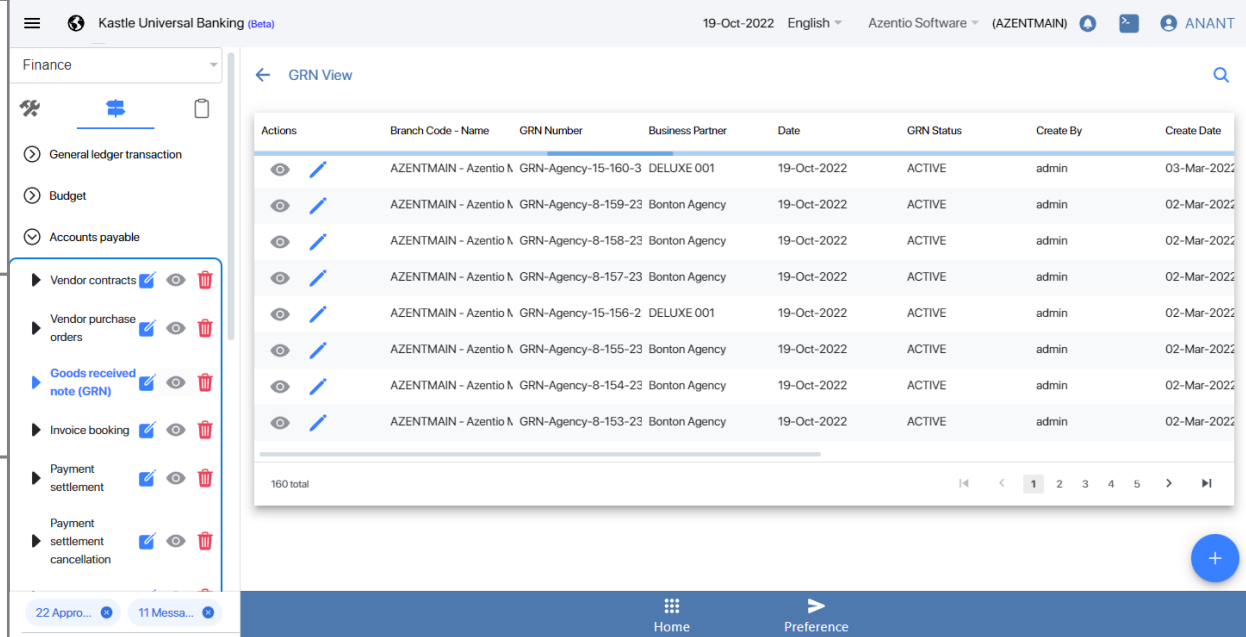 Kastle Universal Banking (Beta)
19-Oct-2022 English Azentio Software (AZENTMAIN) ANANT
Finance
General ledger transaction
Budget
Accounts payable
Vendor contracts
Vendor purchase
orders
Goods received
note (GRN)
Invoice booking
Payment
settlement
Payment
settlement
cancellation
22 Appro...
11 Messa...
GRN View
Actions Branch Code - Name GRN Number Business Partner Date GRN Status Create By Create Date
AZENTMAIN - Azentio GRN-Agency-15-160-3 DELUXE 001 19-Oct-2022 ACTIVE admin 03-Mar-2022
AZENTMAIN - Azentio GRN-Agency-8-159-23 Bonton Agency 19-Oct-2022 ACTIVE admin 02-Mar-2022
AZENTMAIN - Azentio GRN-Agency-8-158-23 Bonton Agency 19-Oct-2022 ACTIVE admin 02-Mar-2022
AZENTMAIN - Azentio GRN-Agency-8-157-23 Bonton Agency 19-Oct-2022 ACTIVE admin 02-Mar-2022
AZENTMAIN - Azentio GRN-Agency-15-156-2 DELUXE 001 19-Oct-2022 ACTIVE admin 02-Mar-2022
AZENTMAIN - Azentio GRN-Agency-8-155-23 Bonton Agency 19-Oct-2022 ACTIVE admin 02-Mar-2022
AZENTMAIN - Azentio GRN-Agency-8-154-23 Bonton Agency 19-Oct-2022 ACTIVE admin 02-Mar-2022
AZENTMAIN - Azentio GRN-Agency-8-153-23 Bonton Agency 19-Oct-2022 ACTIVE admin 02-Mar-2022
160 total
1 2 3 4 5
Home
Preference